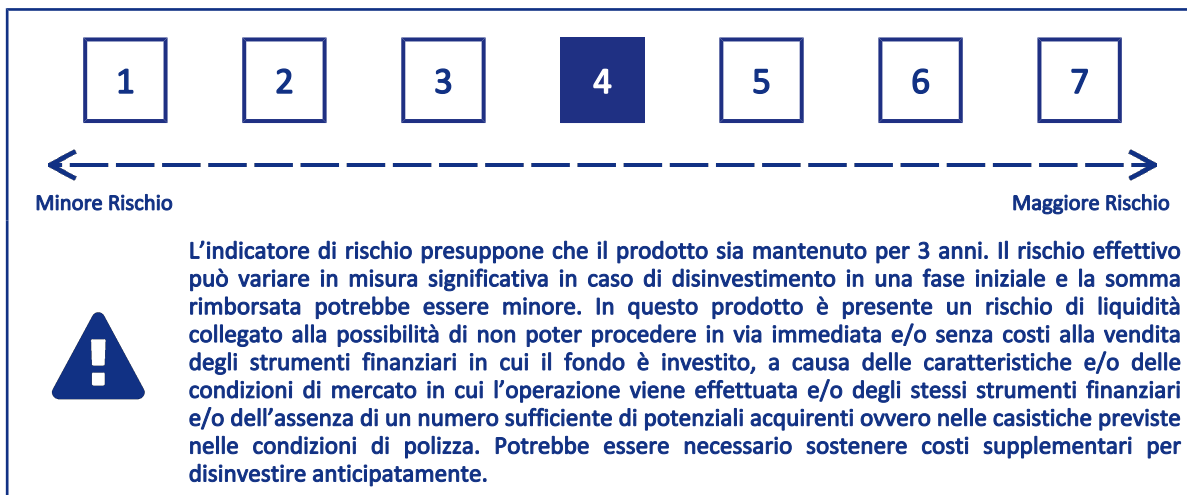 1 2 3 4 5 6 7
Minore Rischio Maggiore Rischio
L'indicatore di rischio presuppone che il prodotto sia mantenuto per 3 anni. Il rischio effettivo
può variare in misura significativa in caso di disinvestimento in una fase iniziale e la somma
rimborsata potrebbe essere minore. In questo prodotto è presente un rischio di liquidità
collegato alla possibilità di non poter procedere in via immediata e/o senza costi alla vendita
degli strumenti finanziari in cui il fondo è investito, a causa delle caratteristiche e/o delle
condizioni di mercato in cui l'operazione viene effettuata e/o degli stessi strumenti finanziari
e/o dell'assenza di un numero sufficiente di potenziali acquirenti ovvero nelle casistiche previste
nelle condizioni di polizza. Potrebbe essere necessario sostenere costi supplementari per
disinvestire anticipatamente.